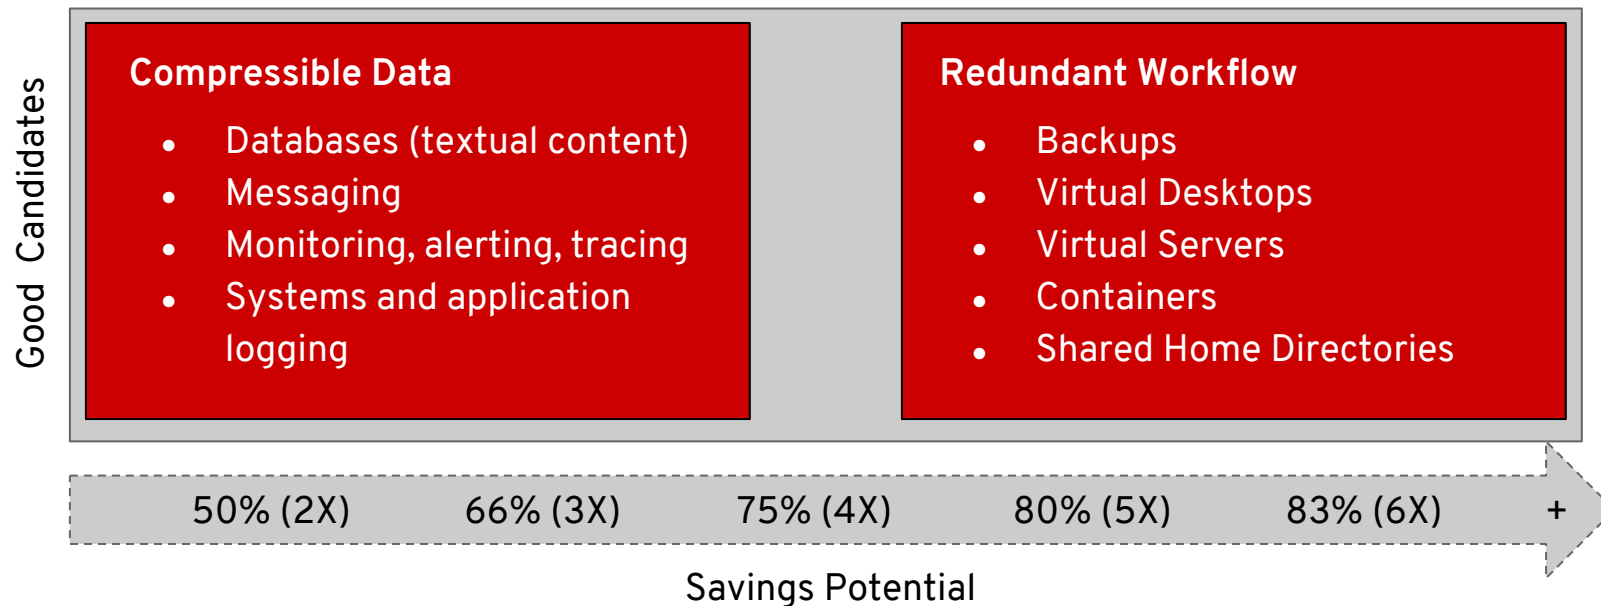 Good Candidates
Compressible Data
● Databases (textual content)
● Messaging
● Monitoring, alerting, tracing
● Systems and application
logging
Redundant Workflow
● Backups
● Virtual Desktops
● Virtual Servers
● Containers
● Shared Home Directories
50% (2X) 66% (3X) 75% (4X) 80% (5X) 83% (6X) +
Savings Potential